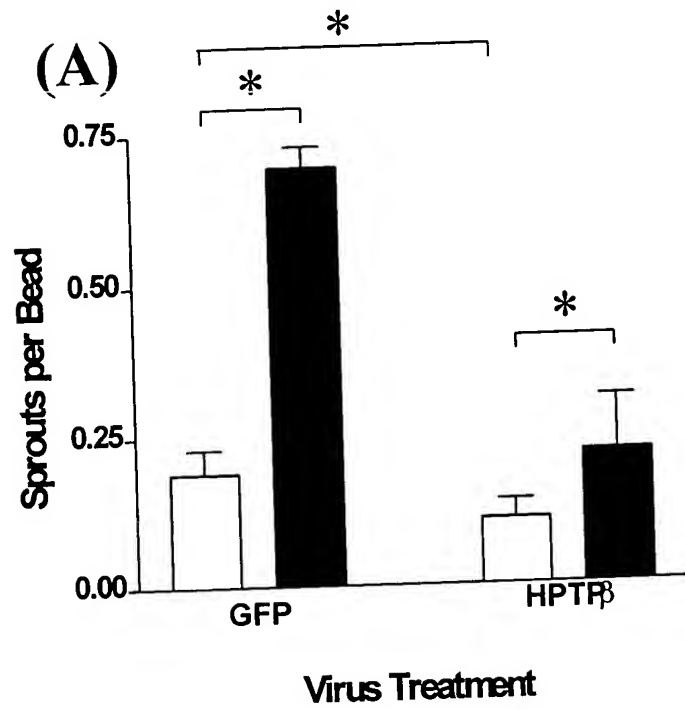 *
(A)
*
0.75
0.50
*
0.25
0.00
GFP
HPTPβ
Sprouts per Bead
Virus Treatment